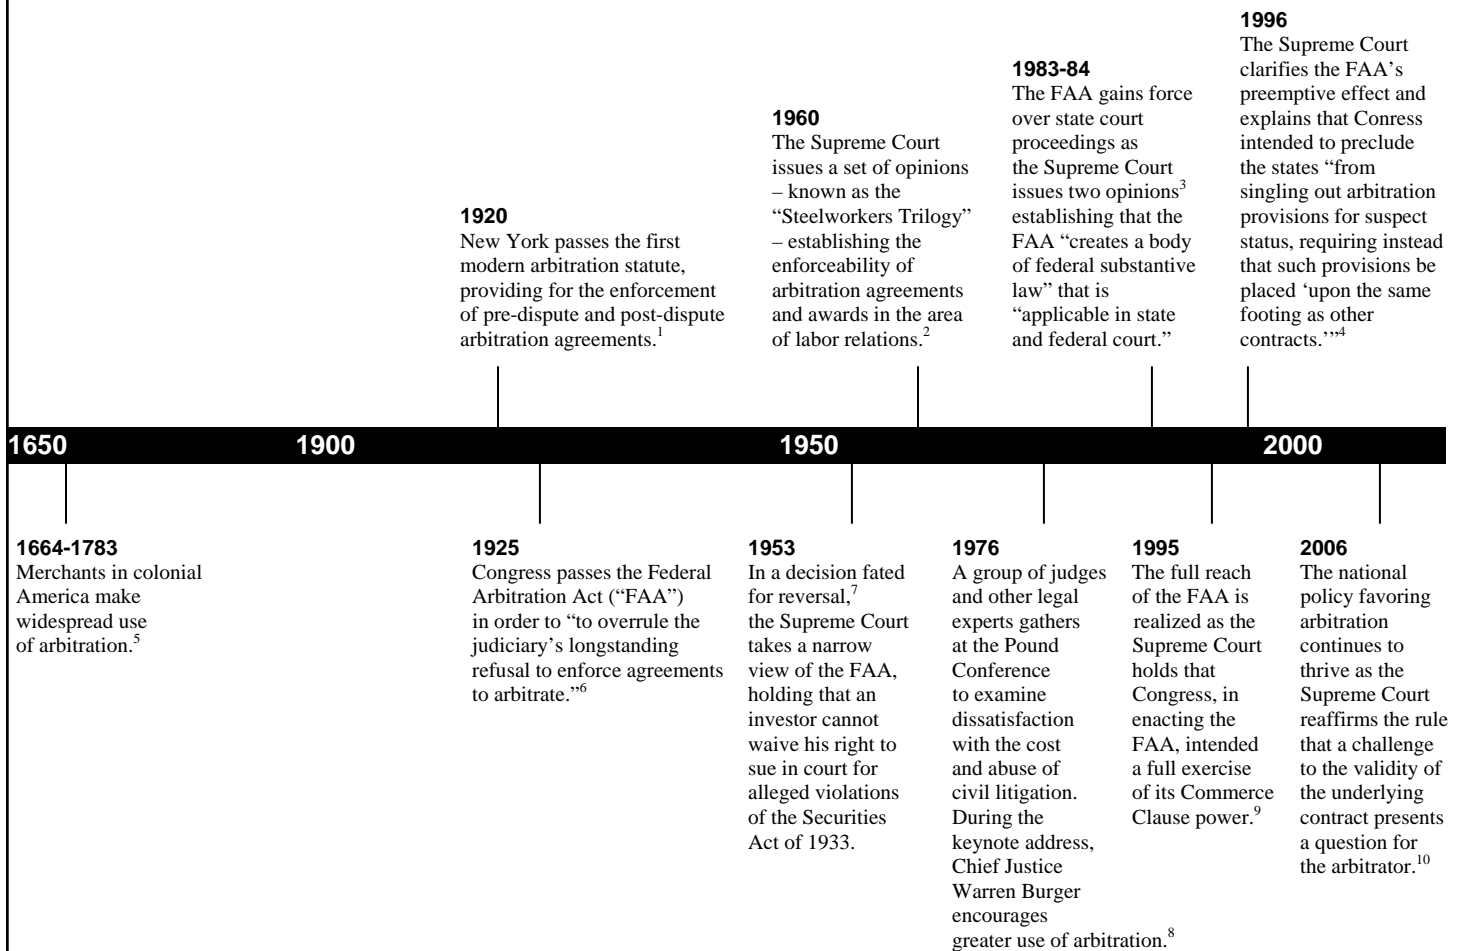 1996
The Supreme Court
clarifies the FAA’s
preemptive effect and
explains that Conress
intended to preclude
the states “from
singling out arbitration
provisions for suspect
status, requiring instead
that such provisions be
placed ‘upon the same
footing as other
contracts.’”4
1983-84
The FAA gains force
over state court
proceedings as
the Supreme Court
issues two opinions3
establishing that the
FAA “creates a body
of federal substantive
law” that is
“applicable in state
and federal court.”
1960
The Supreme Court
issues a set of opinions
– known as the
“Steelworkers Trilogy”
– establishing the
enforceability of
arbitration agreements
and awards in the area
of labor relations.2
1920
New York passes the first
modern arbitration statute,
providing for the enforcement
of pre-dispute and post-dispute
arbitration agreements.1
1650 1900 1950 2000
1664-1783
Merchants in colonial
America make
widespread use
of arbitration.5
1925
Congress passes the Federal
Arbitration Act (“FAA”)
in order to “to overrule the
judiciary’s longstanding
refusal to enforce agreements
to arbitrate.”6
1953
In a decision fated
for reversal,7
the Supreme Court
takes a narrow
view of the FAA,
holding that an
investor cannot
waive his right to
sue in court for
alleged violations
of the Securities
Act of 1933.
1976
A group of judges
and other legal
experts gathers
at the Pound
Conference
to examine
dissatisfaction
with the cost
and abuse of
civil litigation.
During the
keynote address,
Chief Justice
Warren Burger
encourages
greater use of arbitration.8
1995
The full reach
of the FAA is
realized as the
Supreme Court
holds that
Congress, in
enacting the
FAA, intended
a full exercise
of its Commerce
Clause power.9
2006
The national
policy favoring
arbitration
continues to
thrive as the
Supreme Court
reaffirms the rule
that a challenge
to the validity of
the underlying
contract presents
a question for
the arbitrator.10